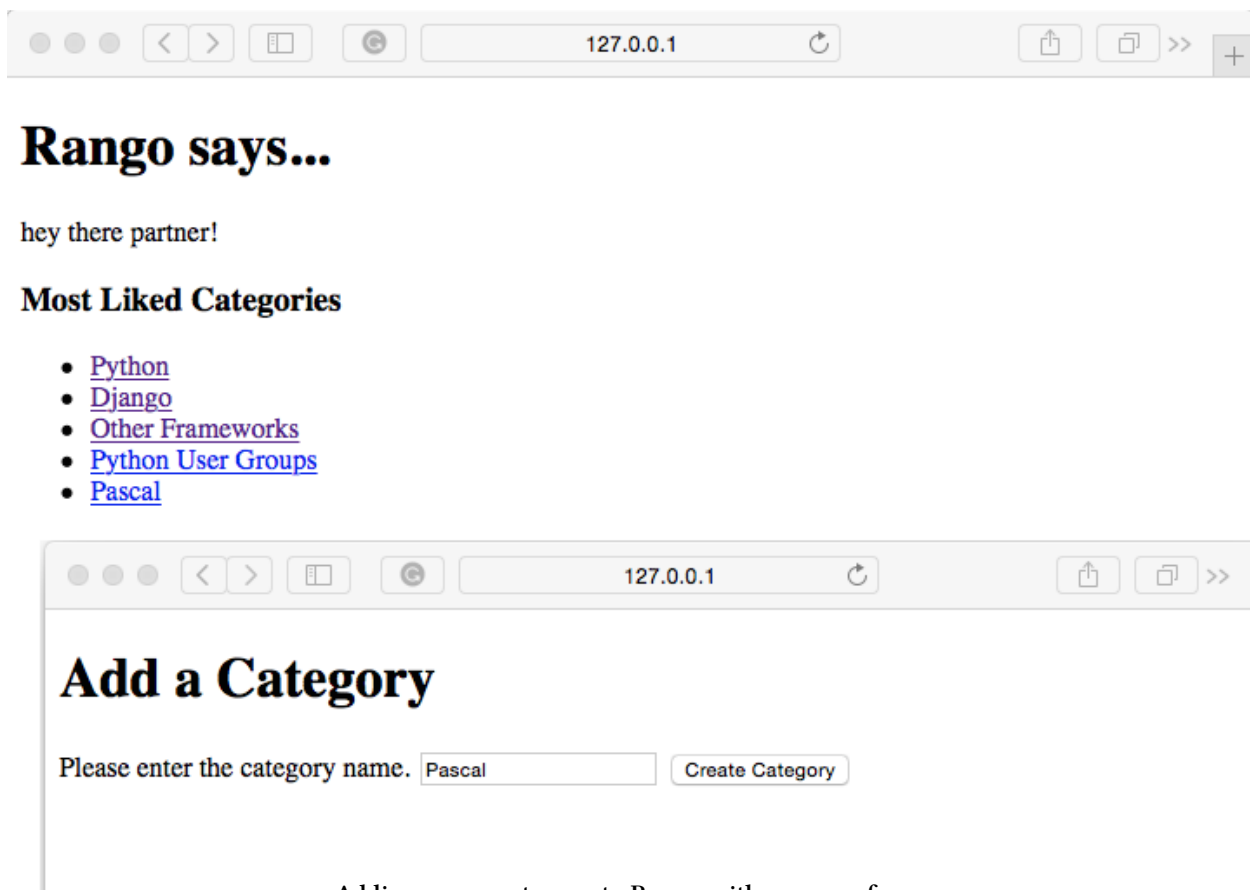 127.0.0.1
Rango says...
hey there partner!
Most Liked Categories
Python
Django
Other Frameworks
Python User Groups
Pascal
127.0.0.1
Add a Category
Please enter the category name. Pascal Create Category